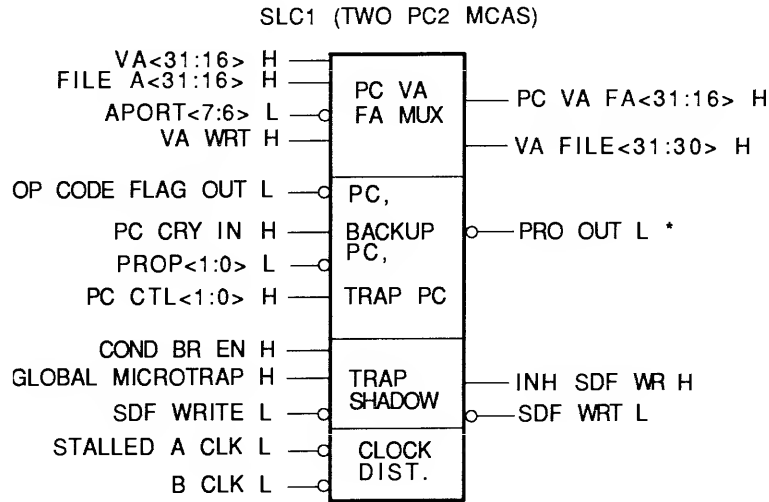 SLC1 (TWO PC2 MCAS)
VA<31:16> H
FILE A<31:16> H
APORT<7:6> L
VA WRT H
PC VA
FA MUX
PC VA FA<31:16> H
VA FILE<31:30> H
OP CODE FLAG OUT L
PC CRY IN H
PROP<1:0> L
PC CTL<1:0> H
PC,
BACKUP
PC,
TRAP PC
PRO OUT L *
COND BR EN H
GLOBAL MICROTRAP H
SDF WRITE L
TRAP
SHADOW
INH SDF WR H
SDF WRT L
STALLED A CLK L
B CLK L
CLOCK
DIST.